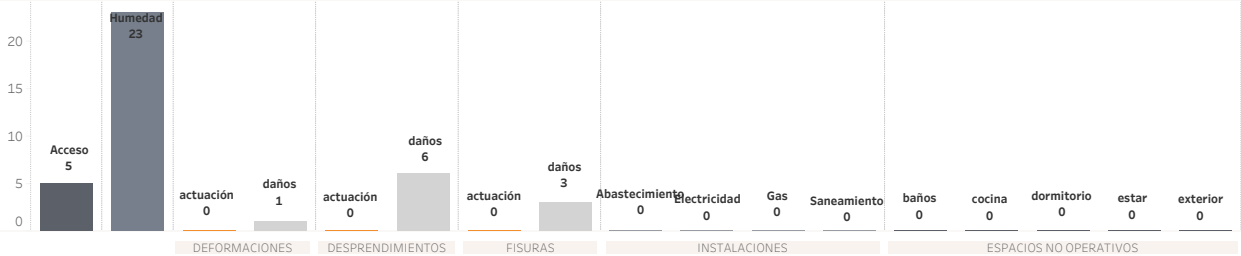 Humedad
23
20
15
10
5
0
Acceso
5
actuación
0
daños
1
actuación
0
daños
6
actuación
0
daños
3
Abastecimiento
0
Electricidad
0
Gas
0
Saneamiento
0
baños
0
cocina
0
dormitorio
0
estar
0
exterior
0
DEFORMACIONES
DESPRENDIMIENTOS
FISURAS
INSTALACIONES
ESPACIOS NO OPERATIVOS